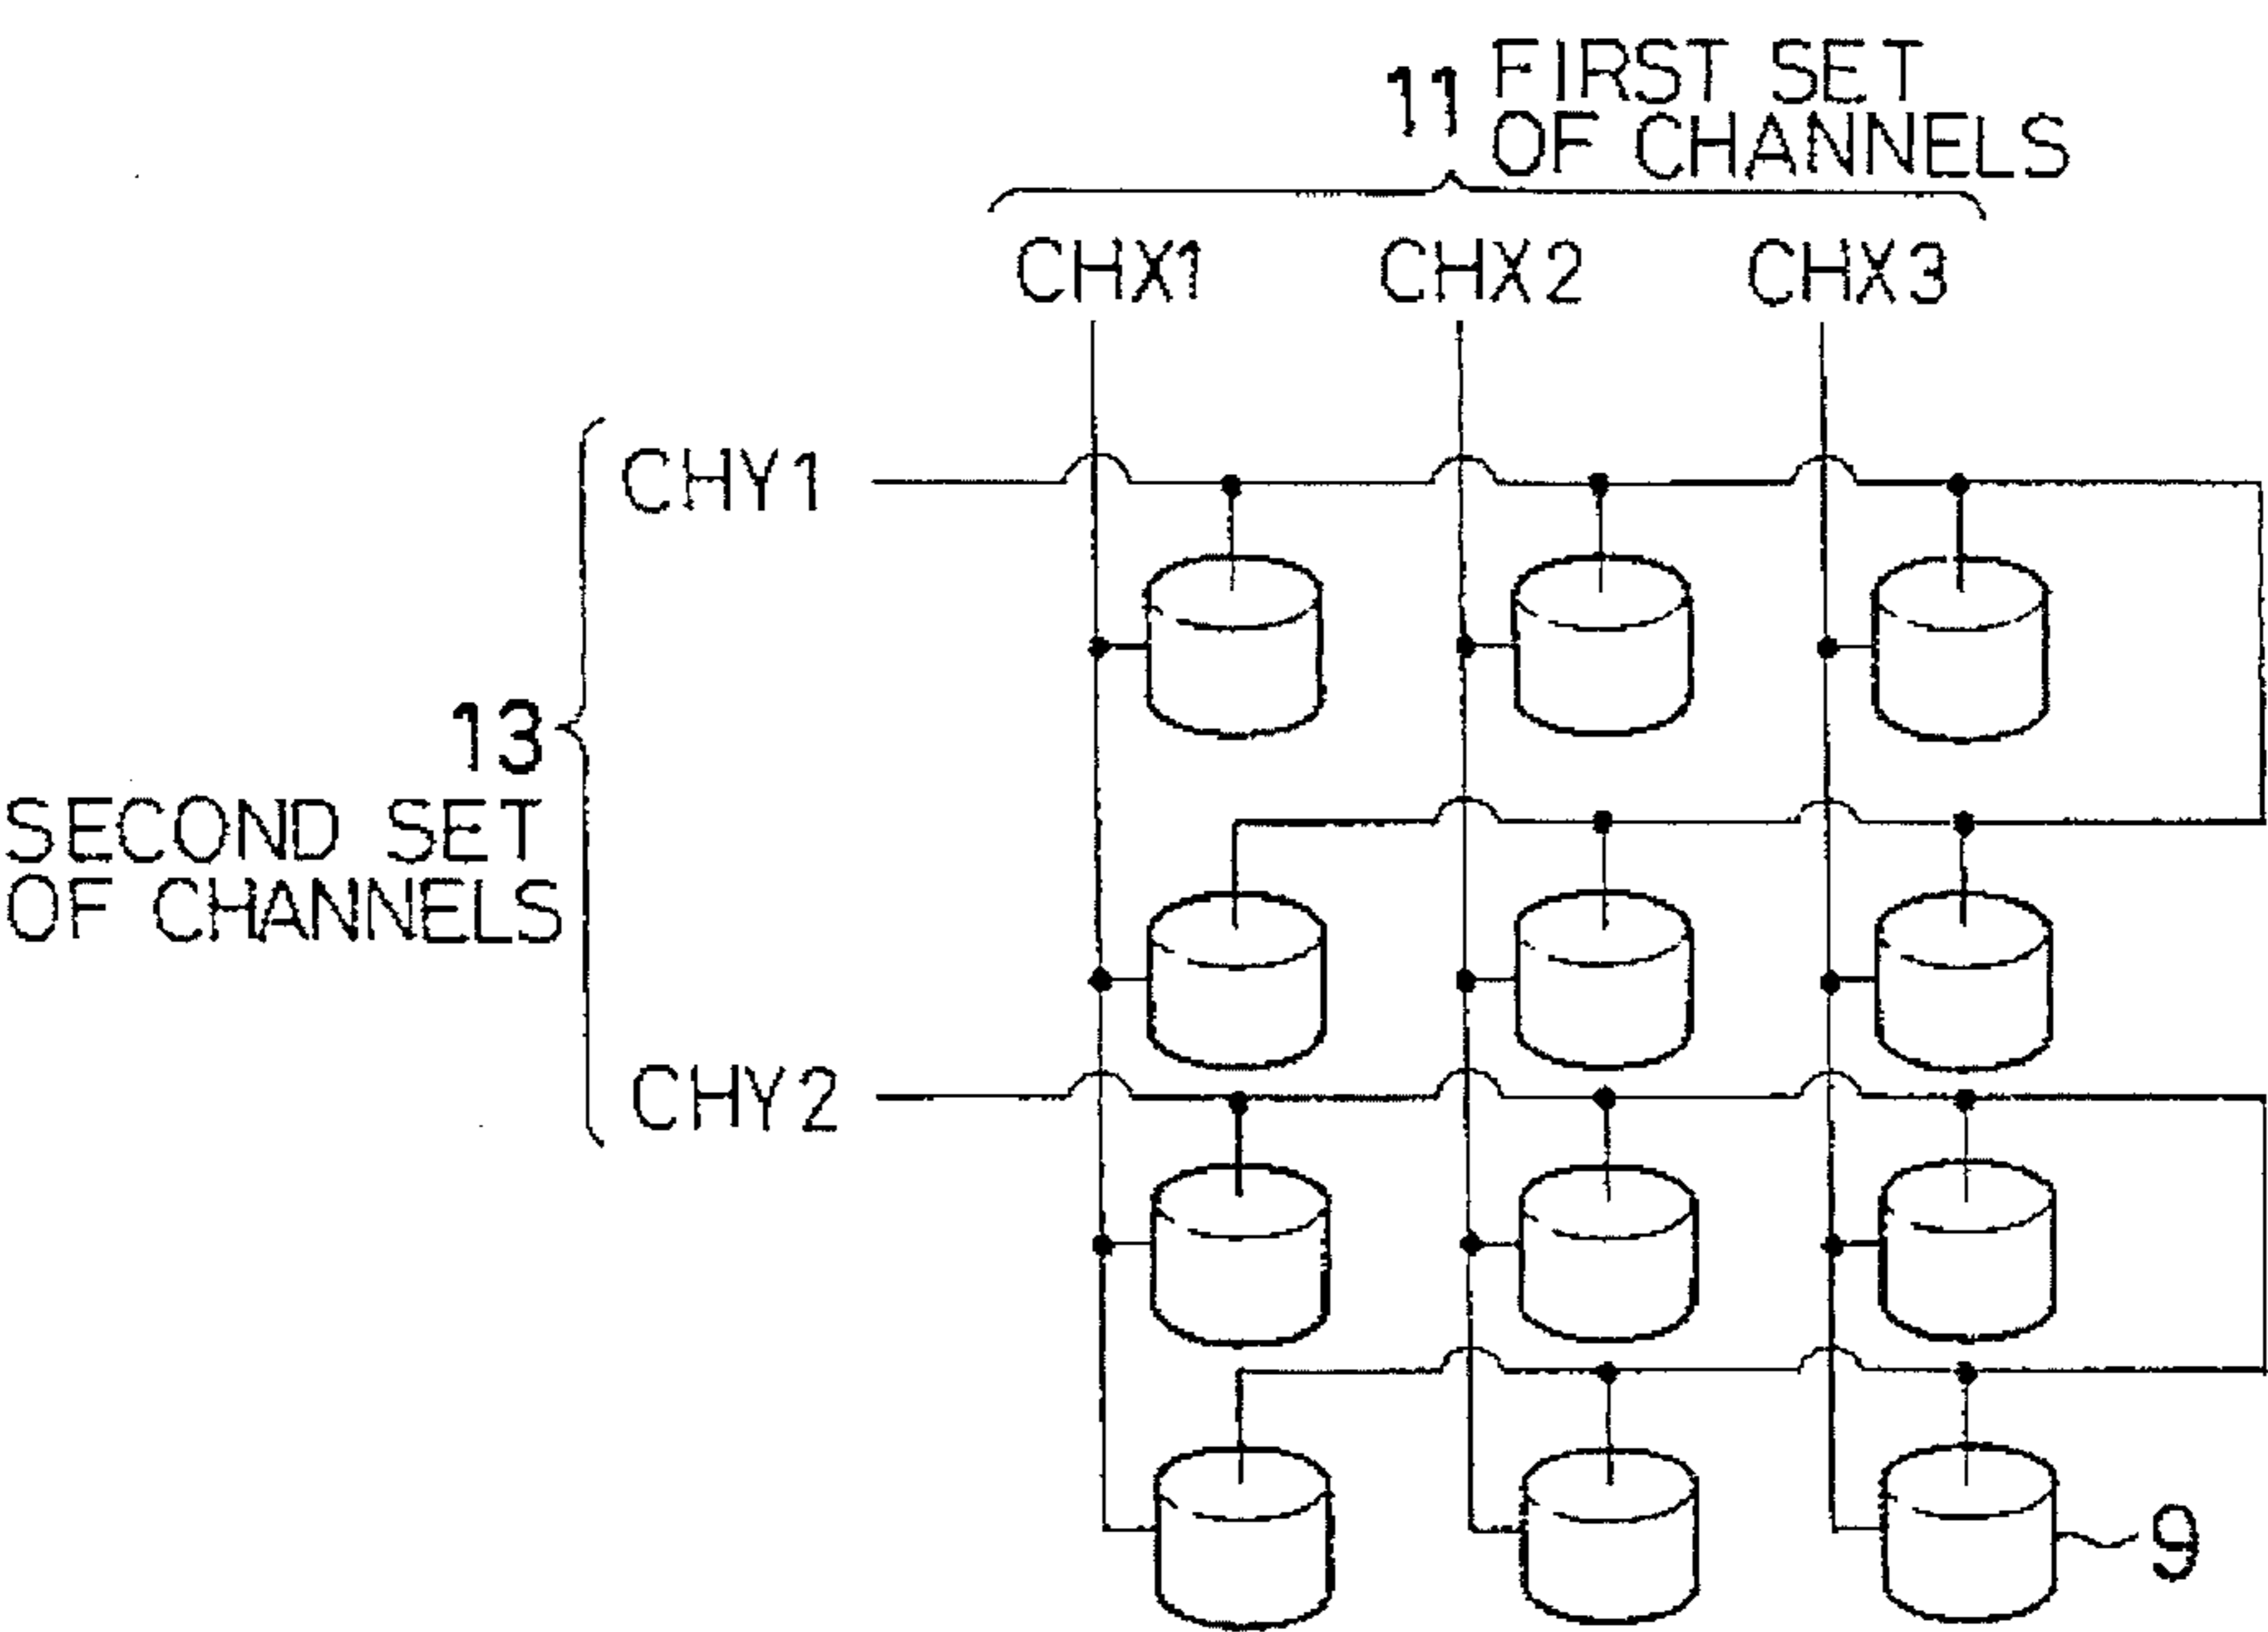 11 FIRST SET
OF CHANNELS
CHX1 CHX2 CHX3
CHY1
13
SECOND SET
OF CHANNELS
CHY2
9